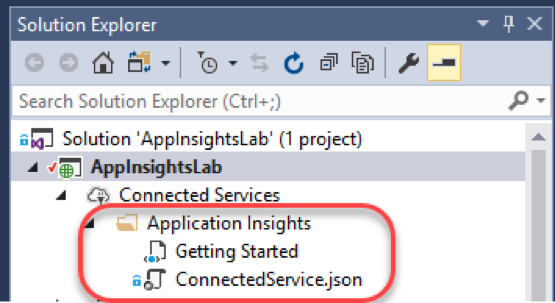 Solution Explorer
Search Solution Explorer (Ctrl+;)
Solution 'AppInsightsLab' (1 project)
AppInsightsLab
Connected Services
Application Insights
Getting Started
ConnectedService.json